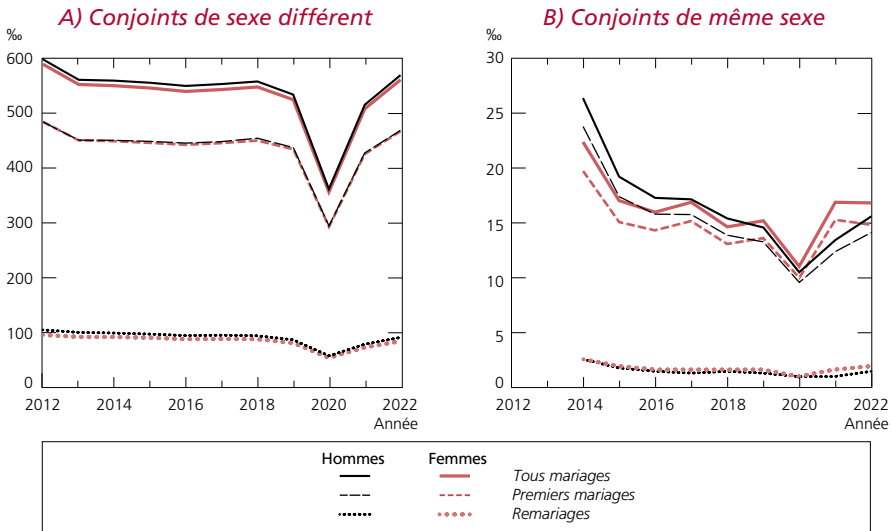 A) Conjoints de sexe différent
‰
600
500
400
300
200
100
0
2012 2014 2016 2018 2020 2022
Année
B) Conjoints de même sexe
‰
30
25
20
15
10
5
0
2012 2014 2016 2018 2020 2022
Année
Hommes Femmes
Tous mariages
Premiers mariages
Remariages